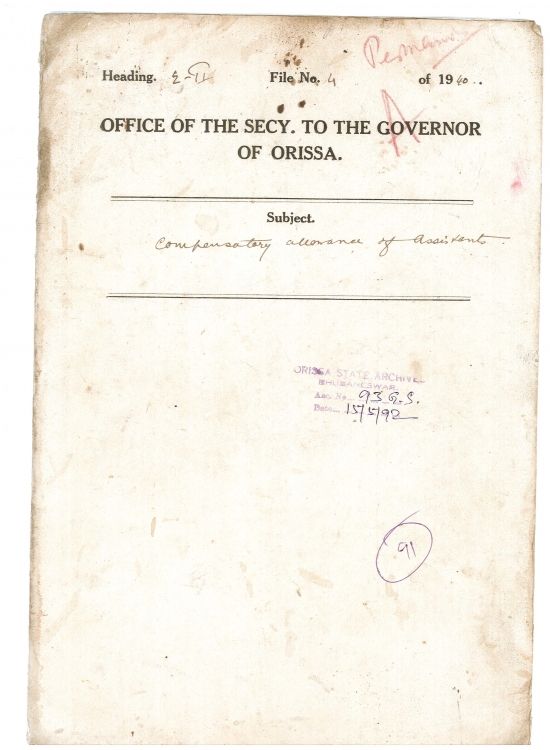 Permanent
Heading. E-II File No. 4 of 1940..
A
OFFICE OF THE SECY. TO THE GOVERNOR
OF ORISSA.
Subject.
Compensatory allowance of Assistants.
ORISSA STATE ARCHIVES
BHUBANESWAR
Acc. No. 93 G.S.
Date... 15/5/92
91